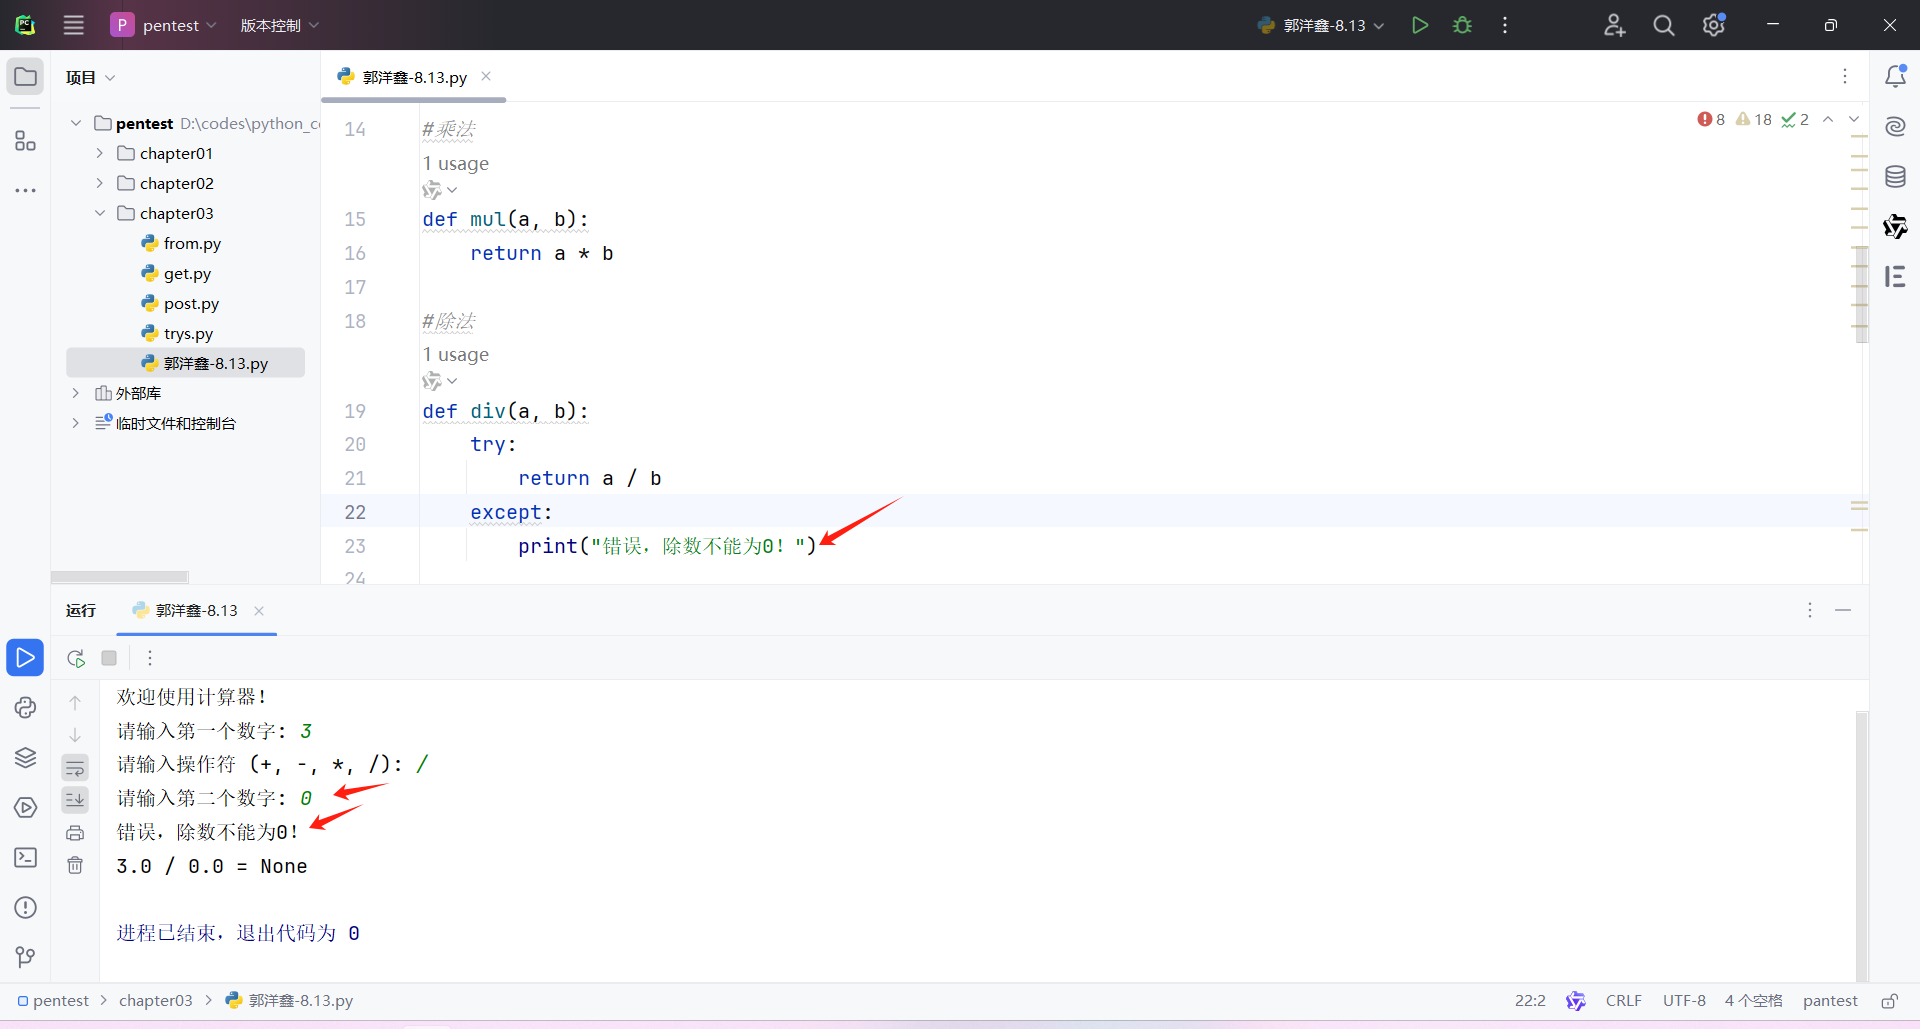 P pentest 版本控制 郭洋鑫-8.13
项目
郭洋鑫-8.13.py
pentest D:\codes\python_c
chapter01
chapter02
chapter03
from.py
get.py
post.py
trys.py
郭洋鑫-8.13.py
外部库
临时文件和控制台
8 18 2
14 #乘法
1 usage
15 def mul(a, b):
16 return a * b
17
18 #除法
1 usage
19 def div(a, b):
20 try:
21 return a / b
22 except:
23 print("错误，除数不能为0！")
24
运行 郭洋鑫-8.13
欢迎使用计算器！
请输入第一个数字: 3
请输入操作符 (+, -, *, /): /
请输入第二个数字: 0
错误，除数不能为0！
3.0 / 0.0 = None
进程已结束，退出代码为 0
pentest > chapter03 > 郭洋鑫-8.13.py 22:2 CRLF UTF-8 4 个空格 pantest